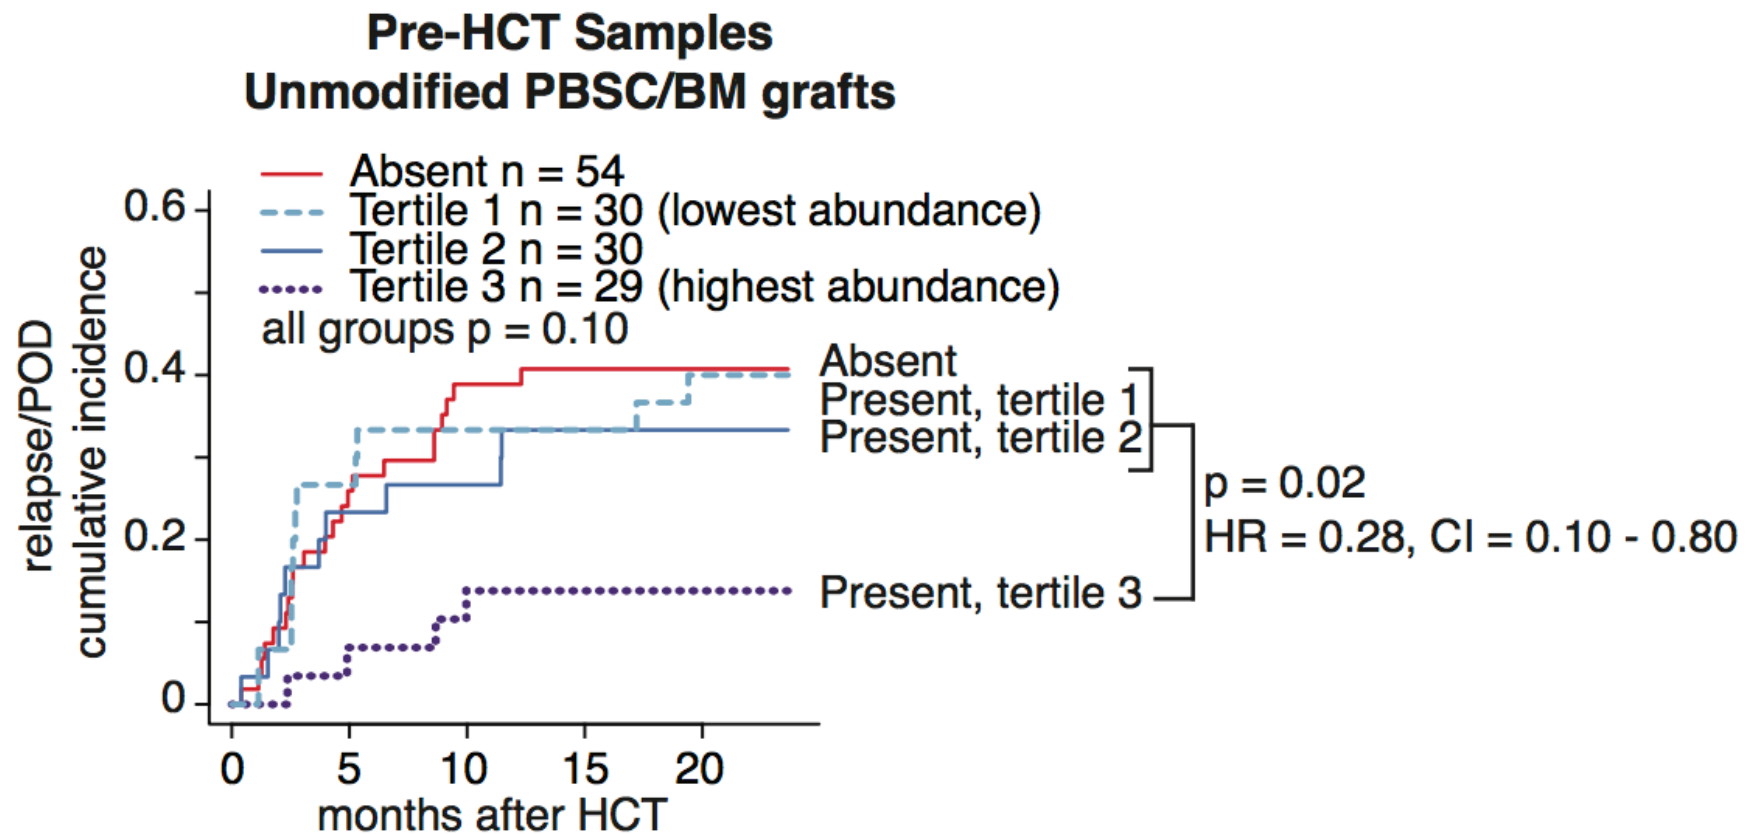 Pre-HCT Samples
Unmodified PBSC/BM grafts
Absent n = 54
Tertile 1 n = 30 (lowest abundance)
Tertile 2 n = 30
Tertile 3 n = 29 (highest abundance)
all groups p = 0.10
relapse/POD
cumulative incidence
0.6
0.4
0.2
0
0 5 10 15 20
months after HCT
Absent
Present, tertile 1
Present, tertile 2
Present, tertile 3
p = 0.02
HR = 0.28, CI = 0.10 - 0.80